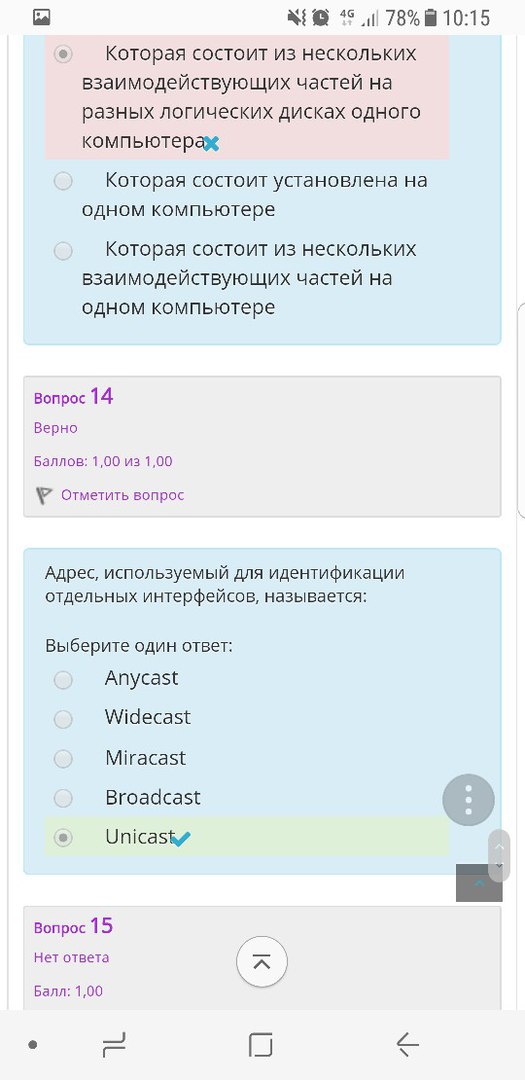 4G 78% 10:15
Которая состоит из нескольких
взаимодействующих частей на
разных логических дисках одного
компьютера
Которая состоит установлена на
одном компьютере
Которая состоит из нескольких
взаимодействующих частей на
одном компьютере
Вопрос 14
Верно
Баллов: 1,00 из 1,00
Отметить вопрос
Адрес, используемый для идентификации
отдельных интерфейсов, называется:
Выберите один ответ:
Anycast
Widecast
Miracast
Broadcast
Unicast
Вопрос 15
Нет ответа
Балл: 1,00